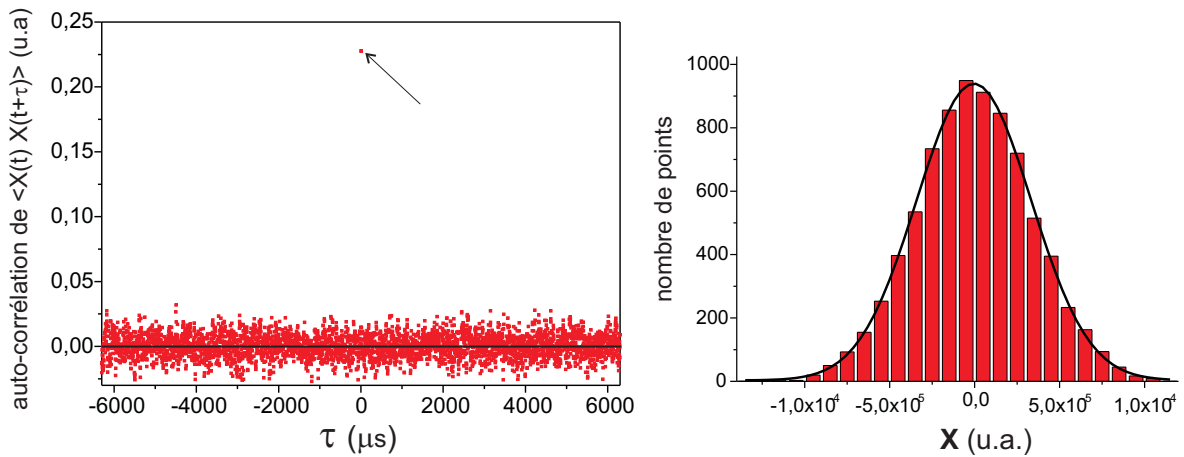 auto-corrélation de <X(t) X(t+τ)> (u.a)
0,25
0,20
0,15
0,10
0,05
0,00
-6000 -4000 -2000 0 2000 4000 6000
τ (μs)
nombre de points
1000
800
600
400
200
0
-1,0x10⁴ -5,0x10⁵ 0,0 5,0x10⁵ 1,0x10⁴
X (u.a.)